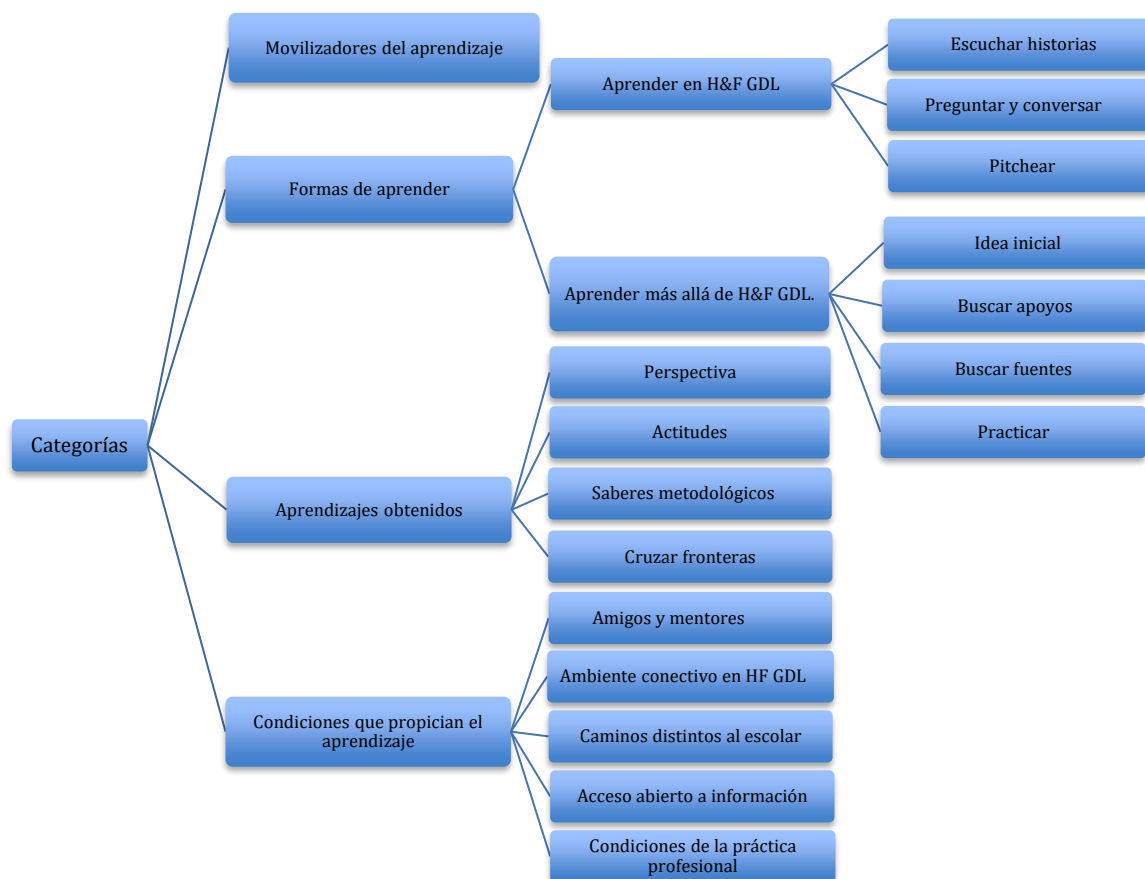 Categorías
Movilizadores del aprendizaje
Formas de aprender
Aprender en H&F GDL
Escuchar historias
Preguntar y conversar
Pitchear
Aprender más allá de H&F GDL.
Idea inicial
Buscar apoyos
Buscar fuentes
Practicar
Aprendizajes obtenidos
Perspectiva
Actitudes
Saberes metodológicos
Cruzar fronteras
Condiciones que propician el
aprendizaje
Amigos y mentores
Ambiente conectivo en HF GDL
Caminos distintos al escolar
Acceso abierto a información
Condiciones de la práctica
profesional